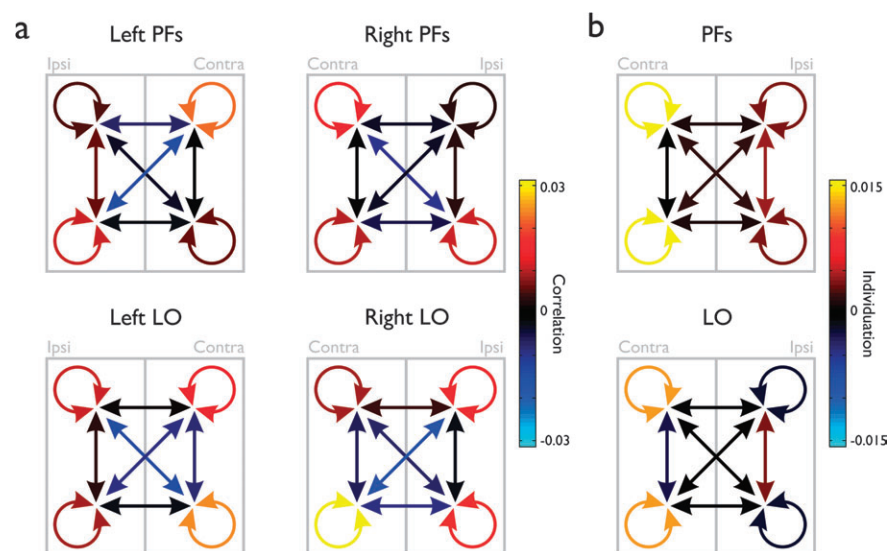 a
Left PFs
Right PFs
b
PFs
Ipsi
Contra
Contra
Ipsi
Contra
Ipsi
0.03
0
-0.03
Correlation
0.015
0
-0.015
Individuation
Left LO
Right LO
LO
Ipsi
Contra
Contra
Ipsi
Contra
Ipsi